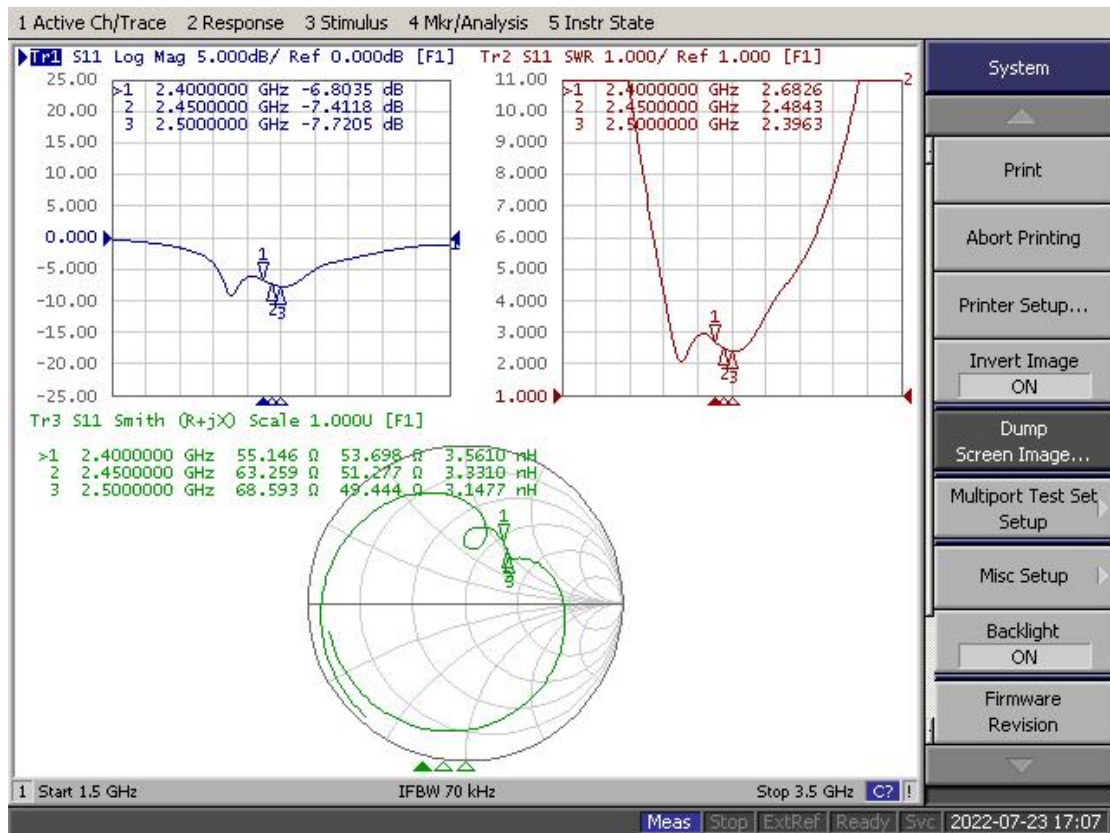 1 Active Ch/Trace 2 Response 3 Stimulus 4 Mkr/Analysis 5 Instr State
Tr1 S11 Log Mag 5.000dB/ Ref 0.000dB [F1]
25.00
20.00
15.00
10.00
5.000
0.000
-5.000
-10.00
-15.00
-20.00
-25.00
>1 2.4000000 GHz -6.8035 dB
2 2.4500000 GHz -7.4118 dB
3 2.5000000 GHz -7.7205 dB
1
2
3
1
Tr2 S11 SWR 1.000/ Ref 1.000 [F1]
11.00
10.00
9.000
8.000
7.000
6.000
5.000
4.000
3.000
2.000
1.000
>1 2.4000000 GHz 2.6826
2 2.4500000 GHz 2.4843
3 2.5000000 GHz 2.3963
2
1
2
3
Tr3 S11 Smith (R+jX) Scale 1.000U [F1]
>1 2.4000000 GHz 55.146 Ω 53.698 Ω 3.5610 nH
2 2.4500000 GHz 63.259 Ω 51.277 Ω 3.3310 nH
3 2.5000000 GHz 68.593 Ω 49.444 Ω 3.1477 nH
1
3
1 Start 1.5 GHz IFBW 70 kHz Stop 3.5 GHz C? !
System
Print
Abort Printing
Printer Setup...
Invert Image
ON
Dump
Screen Image...
Multiport Test Set
Setup
Misc Setup
Backlight
ON
Firmware
Revision
Meas Stop ExtRef Ready Svc 2022-07-23 17:07